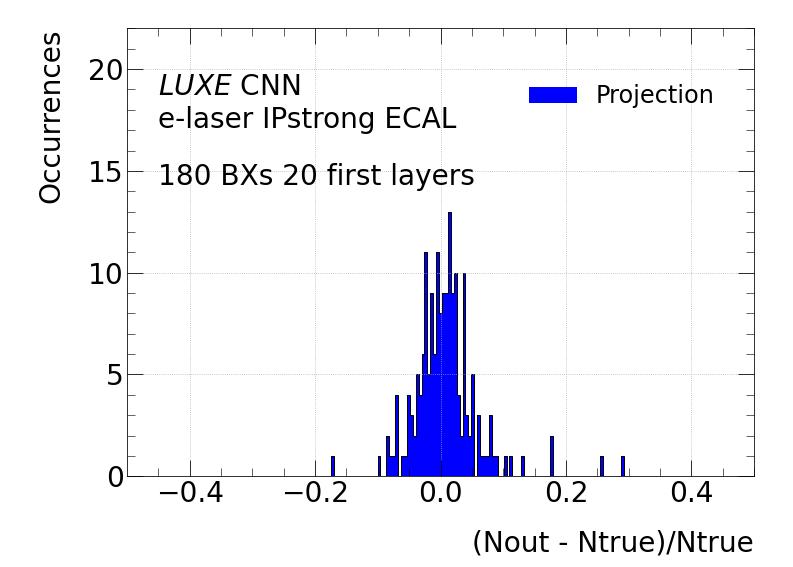 Occurrences
20
15
10
5
0
LUXE CNN
e-laser IPstrong ECAL
180 BXs 20 first layers
Projection
−0.4 −0.2 0.0 0.2 0.4
(Nout - Ntrue)/Ntrue